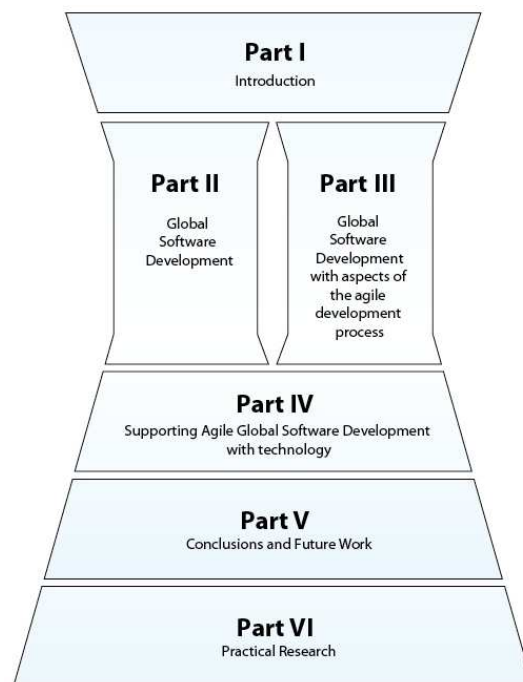 Part I
Introduction
Part II
Global
Software
Development
Part III
Global
Software
Development
with aspects of
the agile
development
process
Part IV
Supporting Agile Global Software Development
with technology
Part V
Conclusions and Future Work
Part VI
Practical Research